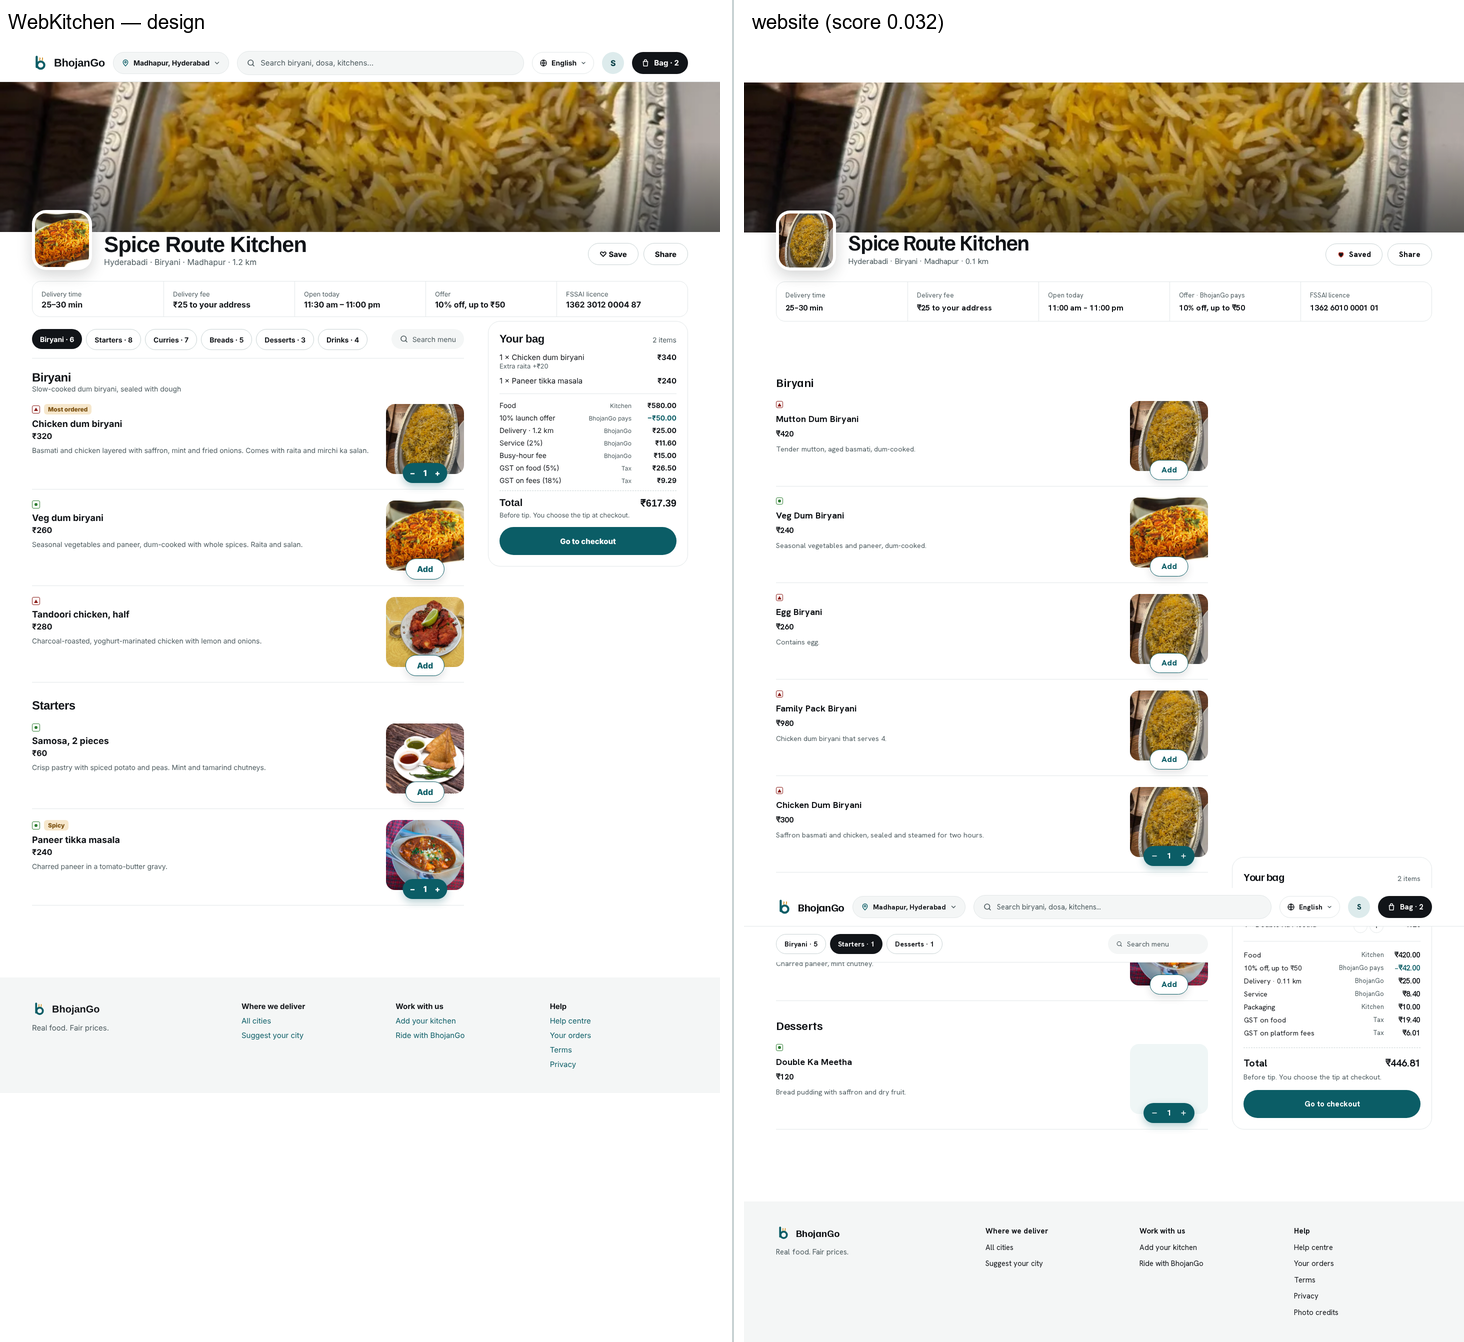 WebKitchen — design
BhojanGo
Madhapur, Hyderabad
Search biryani, dosa, kitchens...
English
S
Bag · 2
Spice Route Kitchen
Hyderabadi · Biryani · Madhapur · 1.2 km
♡ Save
Share
Delivery time
25–30 min
Delivery fee
₹25 to your address
Open today
11:30 am – 11:00 pm
Offer
10% off, up to ₹50
FSSAI licence
1362 3012 0004 87
Biryani · 6
Starters · 8
Curries · 7
Breads · 5
Desserts · 3
Drinks · 4
Search menu
Biryani
Slow-cooked dum biryani, sealed with dough
Most ordered
Chicken dum biryani
₹320
Basmati and chicken layered with saffron, mint and fried onions. Comes with raita and mirchi ka salan.
− 1 +
Veg dum biryani
₹260
Seasonal vegetables and paneer, dum-cooked with whole spices. Raita and salan.
Add
Tandoori chicken, half
₹280
Charcoal-roasted, yoghurt-marinated chicken with lemon and onions.
Add
Starters
Samosa, 2 pieces
₹60
Crisp pastry with spiced potato and peas. Mint and tamarind chutneys.
Add
Spicy
Paneer tikka masala
₹240
Charred paneer in a tomato-butter gravy.
− 1 +
Your bag
2 items
1 × Chicken dum biryani ₹340
Extra raita +₹20
1 × Paneer tikka masala ₹240
Food Kitchen ₹580.00
10% launch offer BhojanGo pays −₹50.00
Delivery · 1.2 km BhojanGo ₹25.00
Service (2%) BhojanGo ₹11.60
Busy-hour fee BhojanGo ₹15.00
GST on food (5%) Tax ₹26.50
GST on fees (18%) Tax ₹9.29
Total ₹617.39
Before tip. You choose the tip at checkout.
Go to checkout
BhojanGo
Real food. Fair prices.
Where we deliver
All cities
Suggest your city
Work with us
Add your kitchen
Ride with BhojanGo
Help
Help centre
Your orders
Terms
Privacy
website (score 0.032)
Spice Route Kitchen
Hyderabadi · Biryani · Madhapur · 0.1 km
Saved
Share
Delivery time
25–30 min
Delivery fee
₹25 to your address
Open today
11:00 am – 11:00 pm
Offer · BhojanGo pays
10% off, up to ₹50
FSSAI licence
1362 6010 0001 01
Biryani
Mutton Dum Biryani
₹420
Tender mutton, aged basmati, dum-cooked.
Add
Veg Dum Biryani
₹240
Seasonal vegetables and paneer, dum-cooked.
Add
Egg Biryani
₹260
Contains egg.
Add
Family Pack Biryani
₹980
Chicken dum biryani that serves 4.
Add
Chicken Dum Biryani
₹300
Saffron basmati and chicken, sealed and steamed for two hours.
− 1 +
Your bag
2 items
BhojanGo
Madhapur, Hyderabad
Search biryani, dosa, kitchens...
English
S
Bag · 2
Biryani · 5
Starters · 1
Desserts · 1
Search menu
Charred paneer, mint chutney.
Add
Desserts
Double Ka Meetha
₹120
Bread pudding with saffron and dry fruit.
− 1 +
Food Kitchen ₹420.00
10% off, up to ₹50 BhojanGo pays −₹42.00
Delivery · 0.11 km BhojanGo ₹25.00
Service BhojanGo ₹8.40
Packaging Kitchen ₹10.00
GST on food Tax ₹19.40
GST on platform fees Tax ₹6.01
Total ₹446.81
Before tip. You choose the tip at checkout.
Go to checkout
BhojanGo
Real food. Fair prices.
Where we deliver
All cities
Suggest your city
Work with us
Add your kitchen
Ride with BhojanGo
Help
Help centre
Your orders
Terms
Privacy
Photo credits